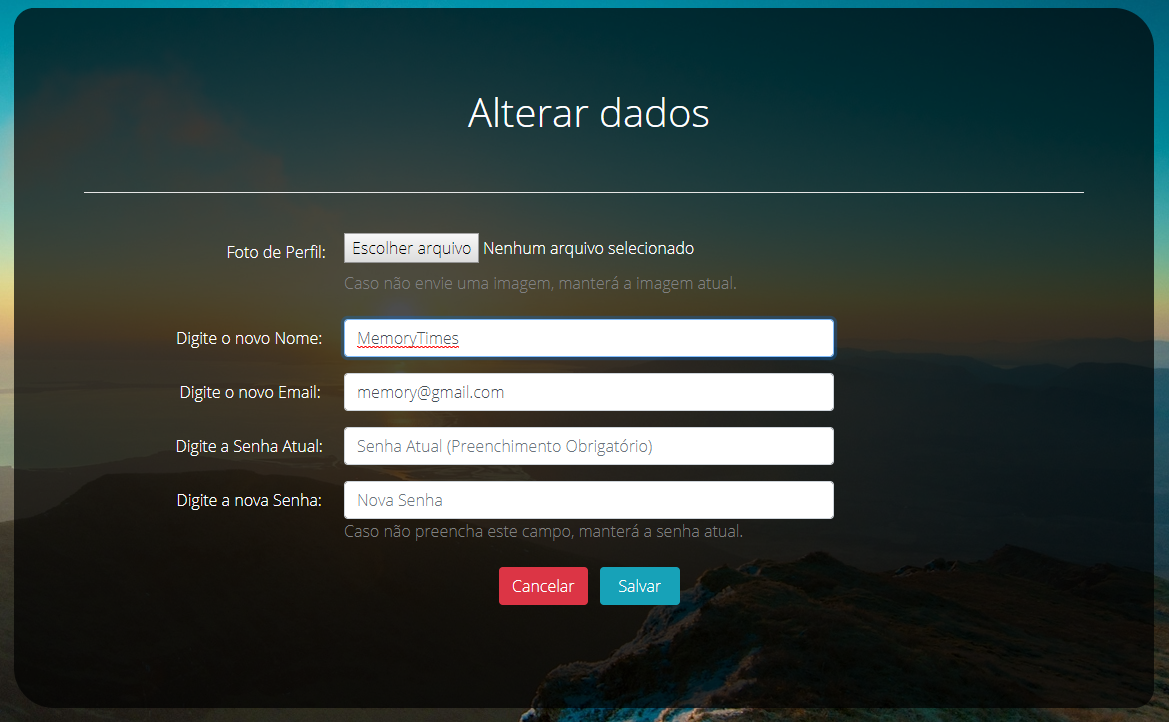 Alterar dados
Foto de Perfil: Escolher arquivo Nenhum arquivo selecionado
Caso não envie uma imagem, manterá a imagem atual.
Digite o novo Nome: MemoryTimes
Digite o novo Email: memory@gmail.com
Digite a Senha Atual: Senha Atual (Preenchimento Obrigatório)
Digite a nova Senha: Nova Senha
Caso não preencha este campo, manterá a senha atual.
Cancelar Salvar